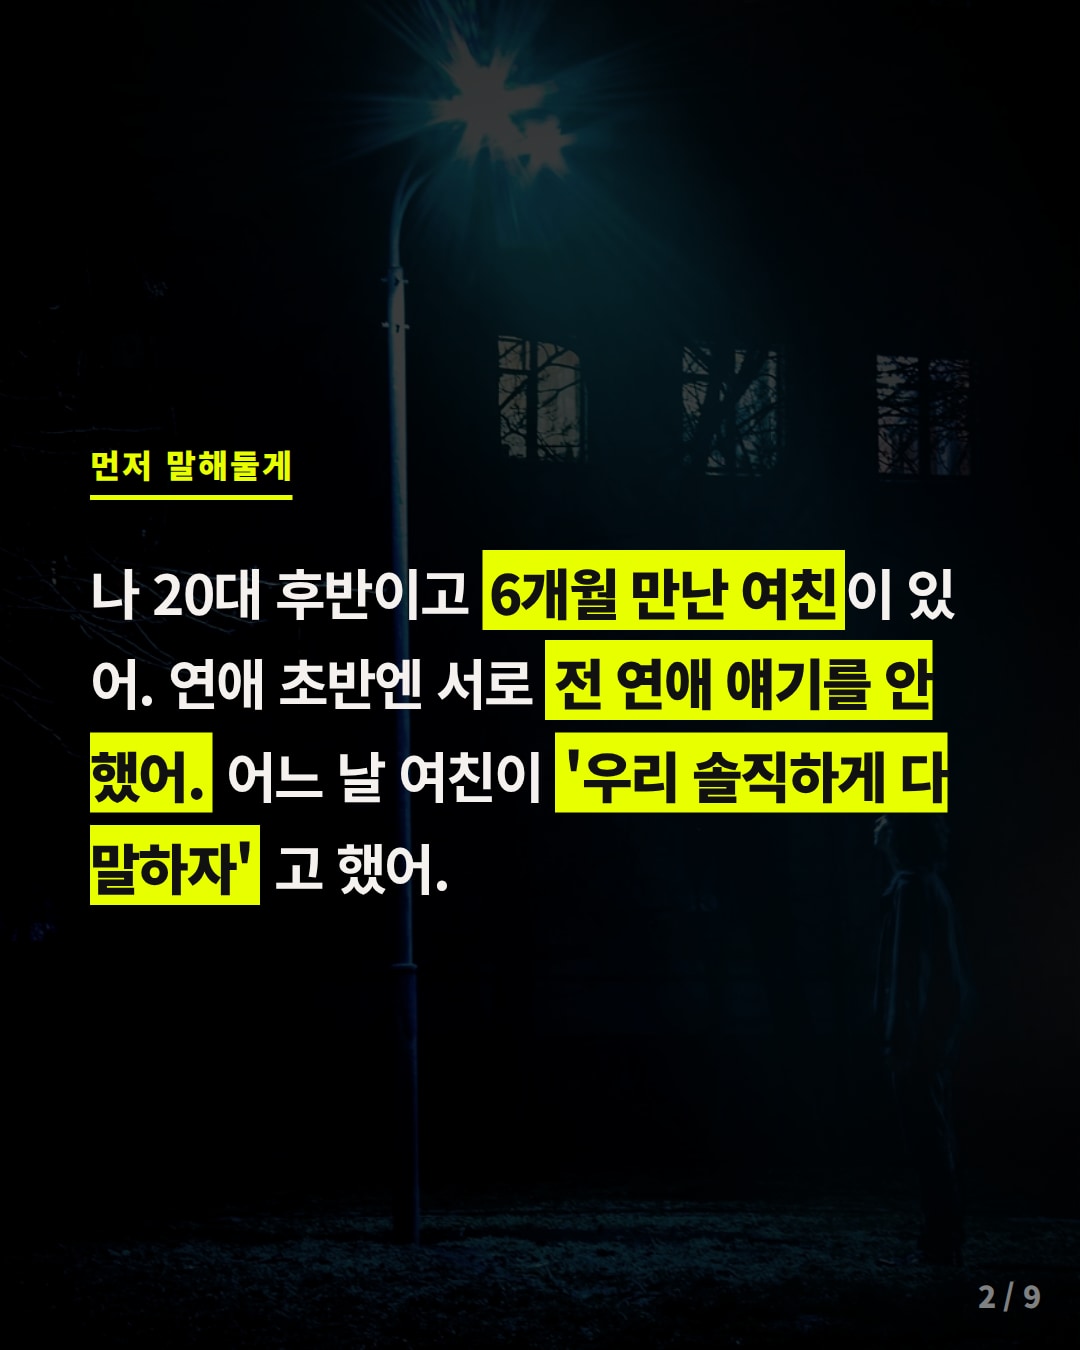 먼저 말해둘게
나 20대 후반이고 6개월 만난 여친이 있
어. 연애 초반엔 서로 전 연애 얘기를 안
했어. 어느 날 여친이 '우리 솔직하게 다
말하자' 고 했어.
2 / 9